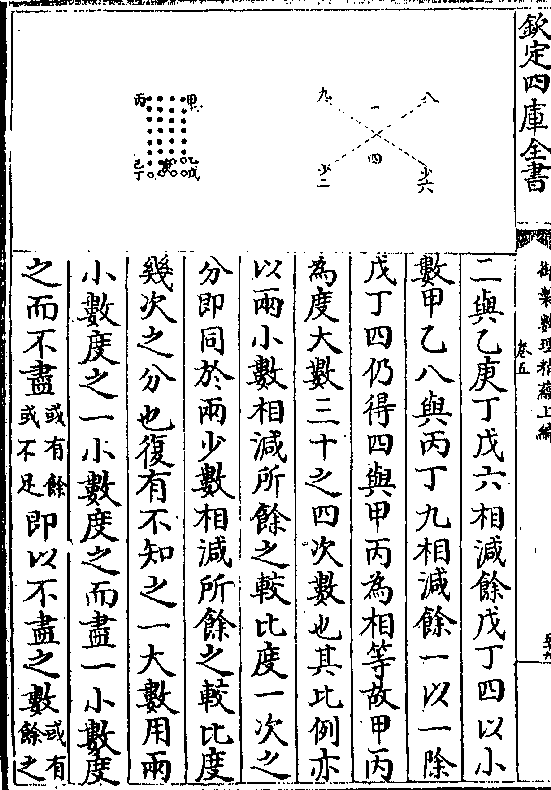 欽定四庫全書
御製數理精蘊上編
卷五
八
九
一
四
少六
少二
甲
丙
乙
戊
庚
己
丁
二與乙庚丁戊六相減餘戊丁四以小
數甲乙八與丙丁九相減餘一以一除
戊丁四仍得四與甲丙為相等故甲丙
為度大數三十之四次數也其比例亦
以兩小數相減所餘之較比度一次之
分即同於兩少數相減所餘之較比度
幾次之分也復有不知之一大數用兩
小數度之一小數度之而盡一小數度
之而不盡或有餘或不足即以不盡之數或有餘之